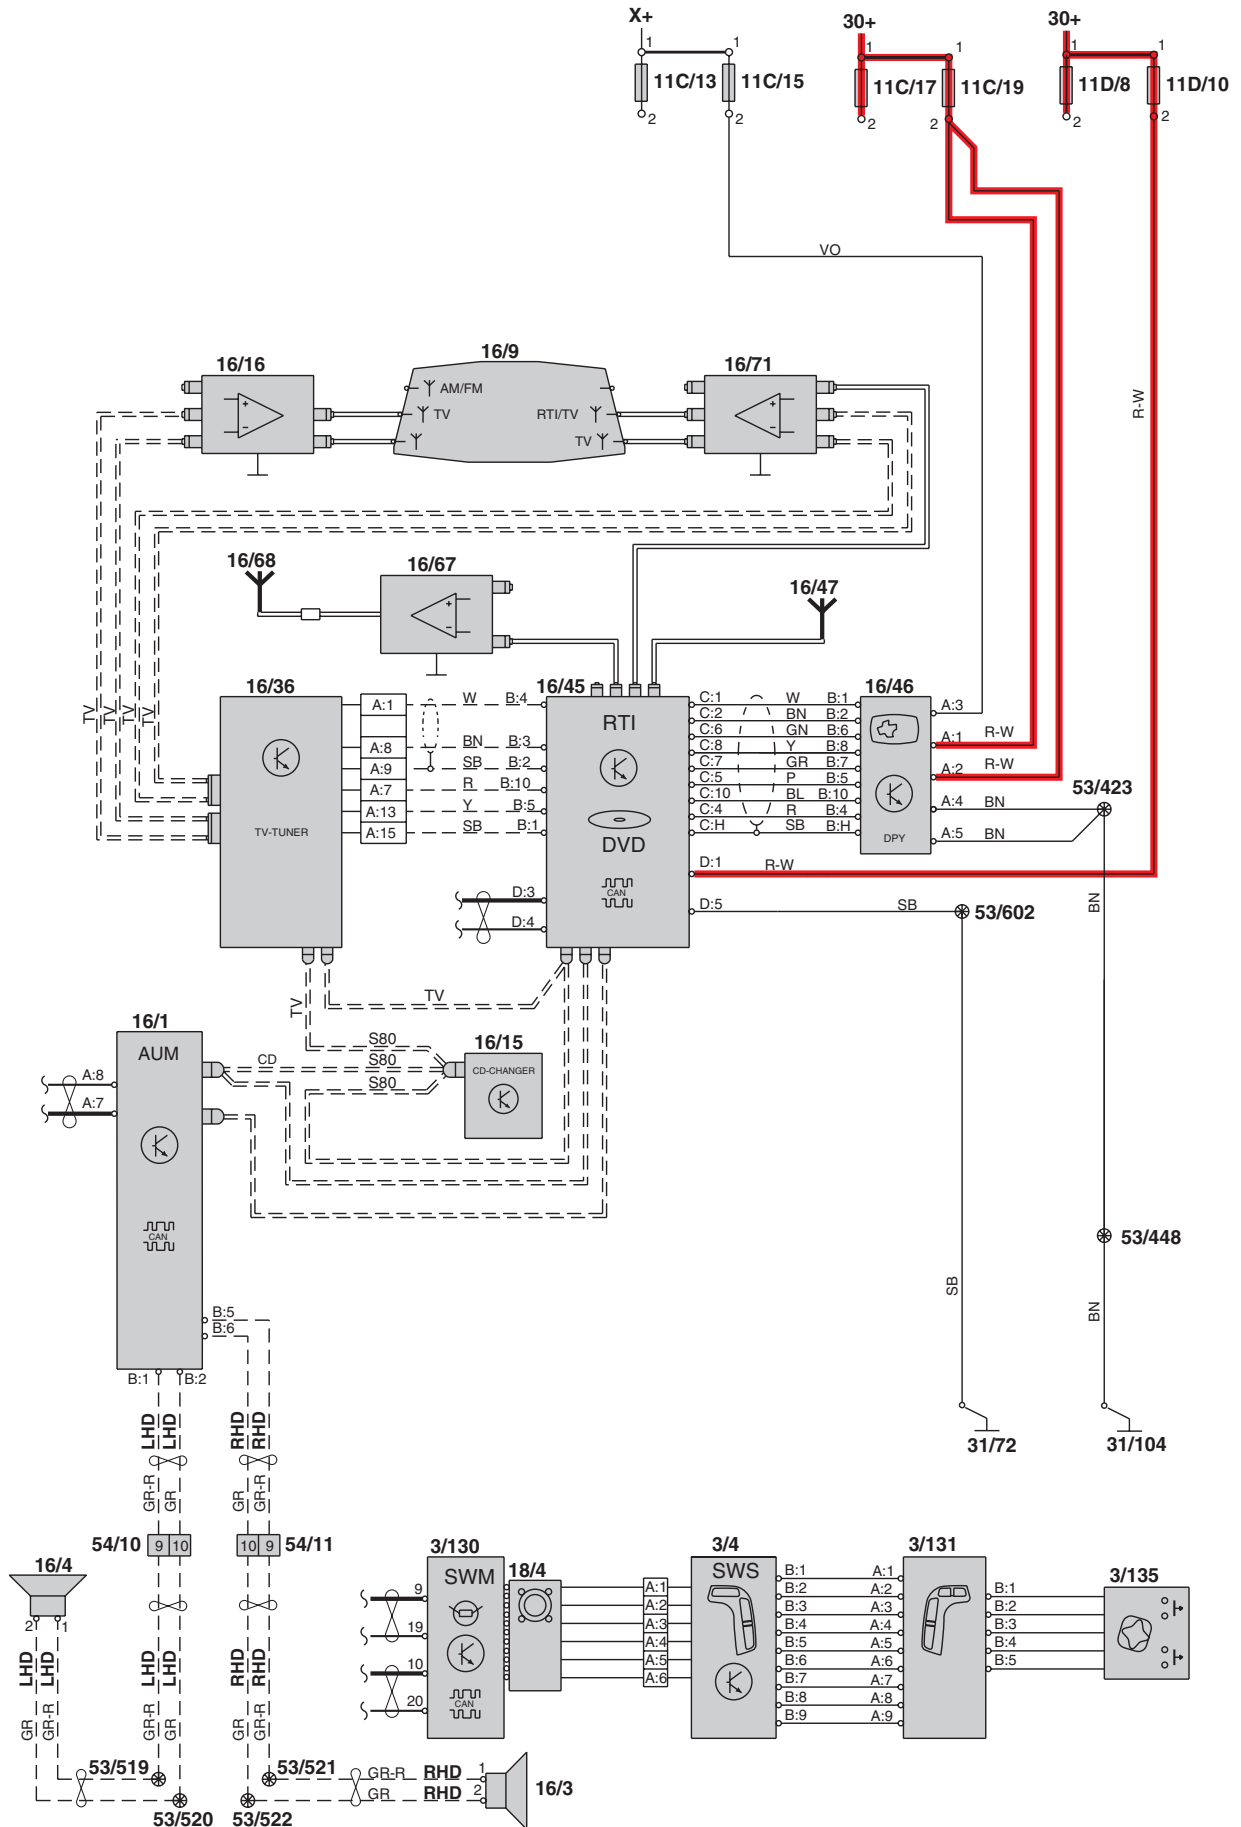 X+
30+
30+
1 1
1 1
1 1
11C/13 11C/15
11C/17 11C/19
11D/8 11D/10
2 2
2 2
2 2
VO
R-W
16/16
16/9
16/71
AM/FM
TV RTI/TV
TV
+
-
+
-
16/68
16/67
16/47
+
-
TV TV TV TV
16/36
TV-TUNER
A:1 W B:4
A:8 BN B:3
A:9 SB B:2
A:7 R B:10
A:13 Y B:5
A:15 SB B:1
16/45
RTI
DVD
CAN
D:3
D:4
C:1 W B:1
C:2 BN B:2
C:6 GN B:6
C:8 Y B:8
C:7 GR B:7
C:5 P B:5
C:10 BL B:10
C:4 R B:4
C:H SB B:H
D:1 R-W
D:5 SB
16/46
DPY
A:3
A:1 R-W
A:2 R-W
A:4 BN
A:5 BN
53/423
53/602
BN
TV
TV
16/1
AUM
CAN
A:8
A:7
CD
S80
S80
S80
16/15
CD-CHANGER
B:5
B:6
B:1 B:2
SB
53/448
BN
31/72
31/104
LHD LHD RHD RHD
GR-R GR GR GR-R
54/10 9 10
10 9 54/11
16/4
2 1
LHD LHD LHD LHD RHD RHD
GR GR-R GR-R GR GR GR-R
53/519
53/520
53/521
53/522
GR-R RHD 1
GR RHD 2
16/3
3/130
SWM
CAN
9
19
10
20
18/4
A:1
A:2
A:3
A:4
A:5
A:6
3/4
SWS
B:1 A:1
B:2 A:2
B:3 A:3
B:4 A:4
B:5 A:5
B:6 A:6
B:7 A:7
B:8 A:8
B:9 A:9
3/131
B:1
B:2
B:3
B:4
B:5
3/135